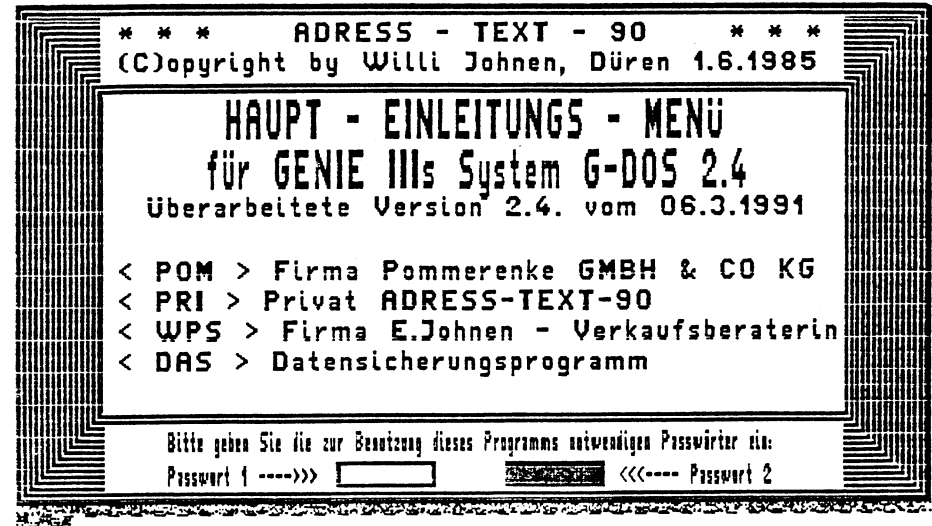 * * * ADRESS - TEXT - 90 * * *
(C)opyright by Willi Johnen, Düren 1.6.1985
HAUPT - EINLEITUNGS - MENü
für GENIE IIIs System G-DOS 2.4
überarbeitete Version 2.4. vom 06.3.1991
< POM > Firma Pommerenke GMBH & CO KG
< PRI > Privat ADRESS-TEXT-90
< WPS > Firma E.Johnen - Verkaufsberaterin
< DAS > Datensicherungsprogramm
Bitte geben Sie die zur Benutzung dieses Programms notwendigen Passwörter ein:
Passwort 1 ---->>> <<<---- Passwort 2